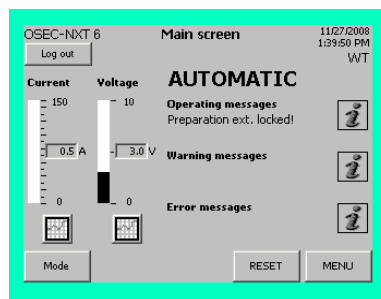 OSEC-NXT 6 Main screen 11/27/2008
1:39:50 PM
Log out WT
Current Voltage AUTOMATIC
150 10 Operating messages
Preparation ext. locked!
0.5 A 3.0 V Warning messages
0 0 Error messages
Mode RESET MENU